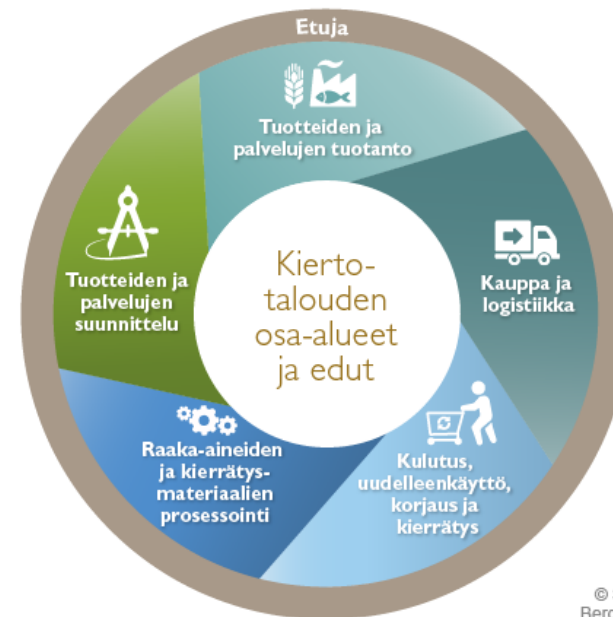 Etuja
Tuotteiden ja
palvelujen tuotanto
Kauppa ja
logistiikka
Kulutus,
uudelleenkäyttö,
korjaus ja
kierrätys
Raaka-aineiden
ja kierrätys-
materiaalien
prosessointi
Tuotteiden ja
palvelujen
suunnittelu
Kierto-
talouden
osa-alueet
ja edut
©